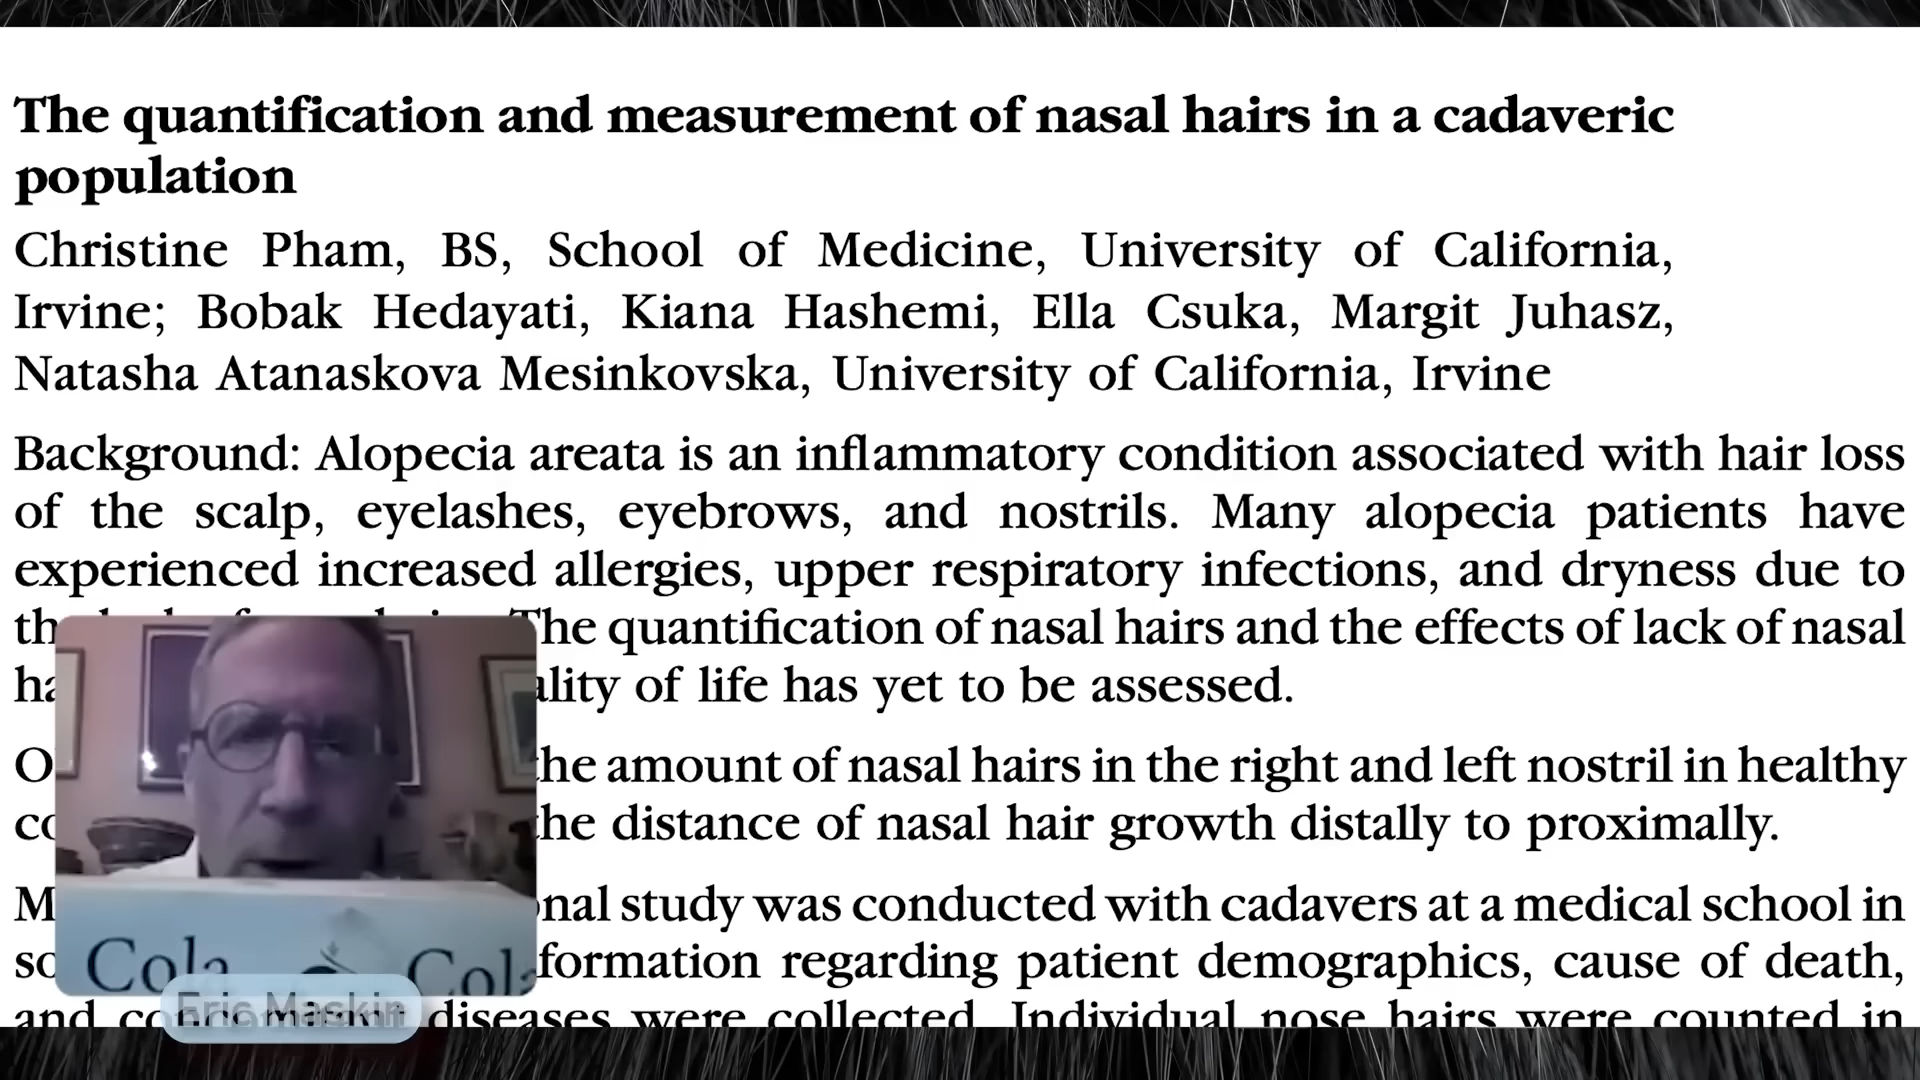 The quantification and measurement of nasal hairs in a cadaveric
population
Christine Pham, BS, School of Medicine, University of California,
Irvine; Bobak Hedayati, Kiana Hashemi, Ella Csuka, Margit Juhasz,
Natasha Atanaskova Mesinkovska, University of California, Irvine
Background: Alopecia areata is an inflammatory condition associated with hair loss
of the scalp, eyelashes, eyebrows, and nostrils. Many alopecia patients have
experienced increased allergies, upper respiratory infections, and dryness due to
The quantification of nasal hairs and the effects of lack of nasal
of life has yet to be assessed.
the amount of nasal hairs in the right and left nostril in healthy
the distance of nasal hair growth distally to proximally.
study was conducted with cadavers at a medical school in
regarding patient demographics, cause of death,
and diseases were collected. Individual nose hairs were counted in
Cola Cola
Eric Maskin